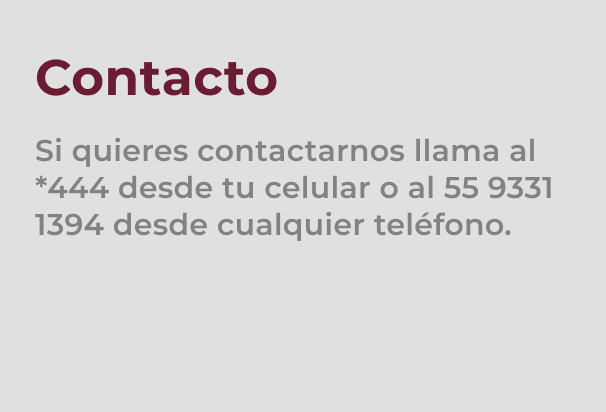 Contacto
Si quieres contactarnos llama al
*444 desde tu celular o al 55 9331
1394 desde cualquier teléfono.